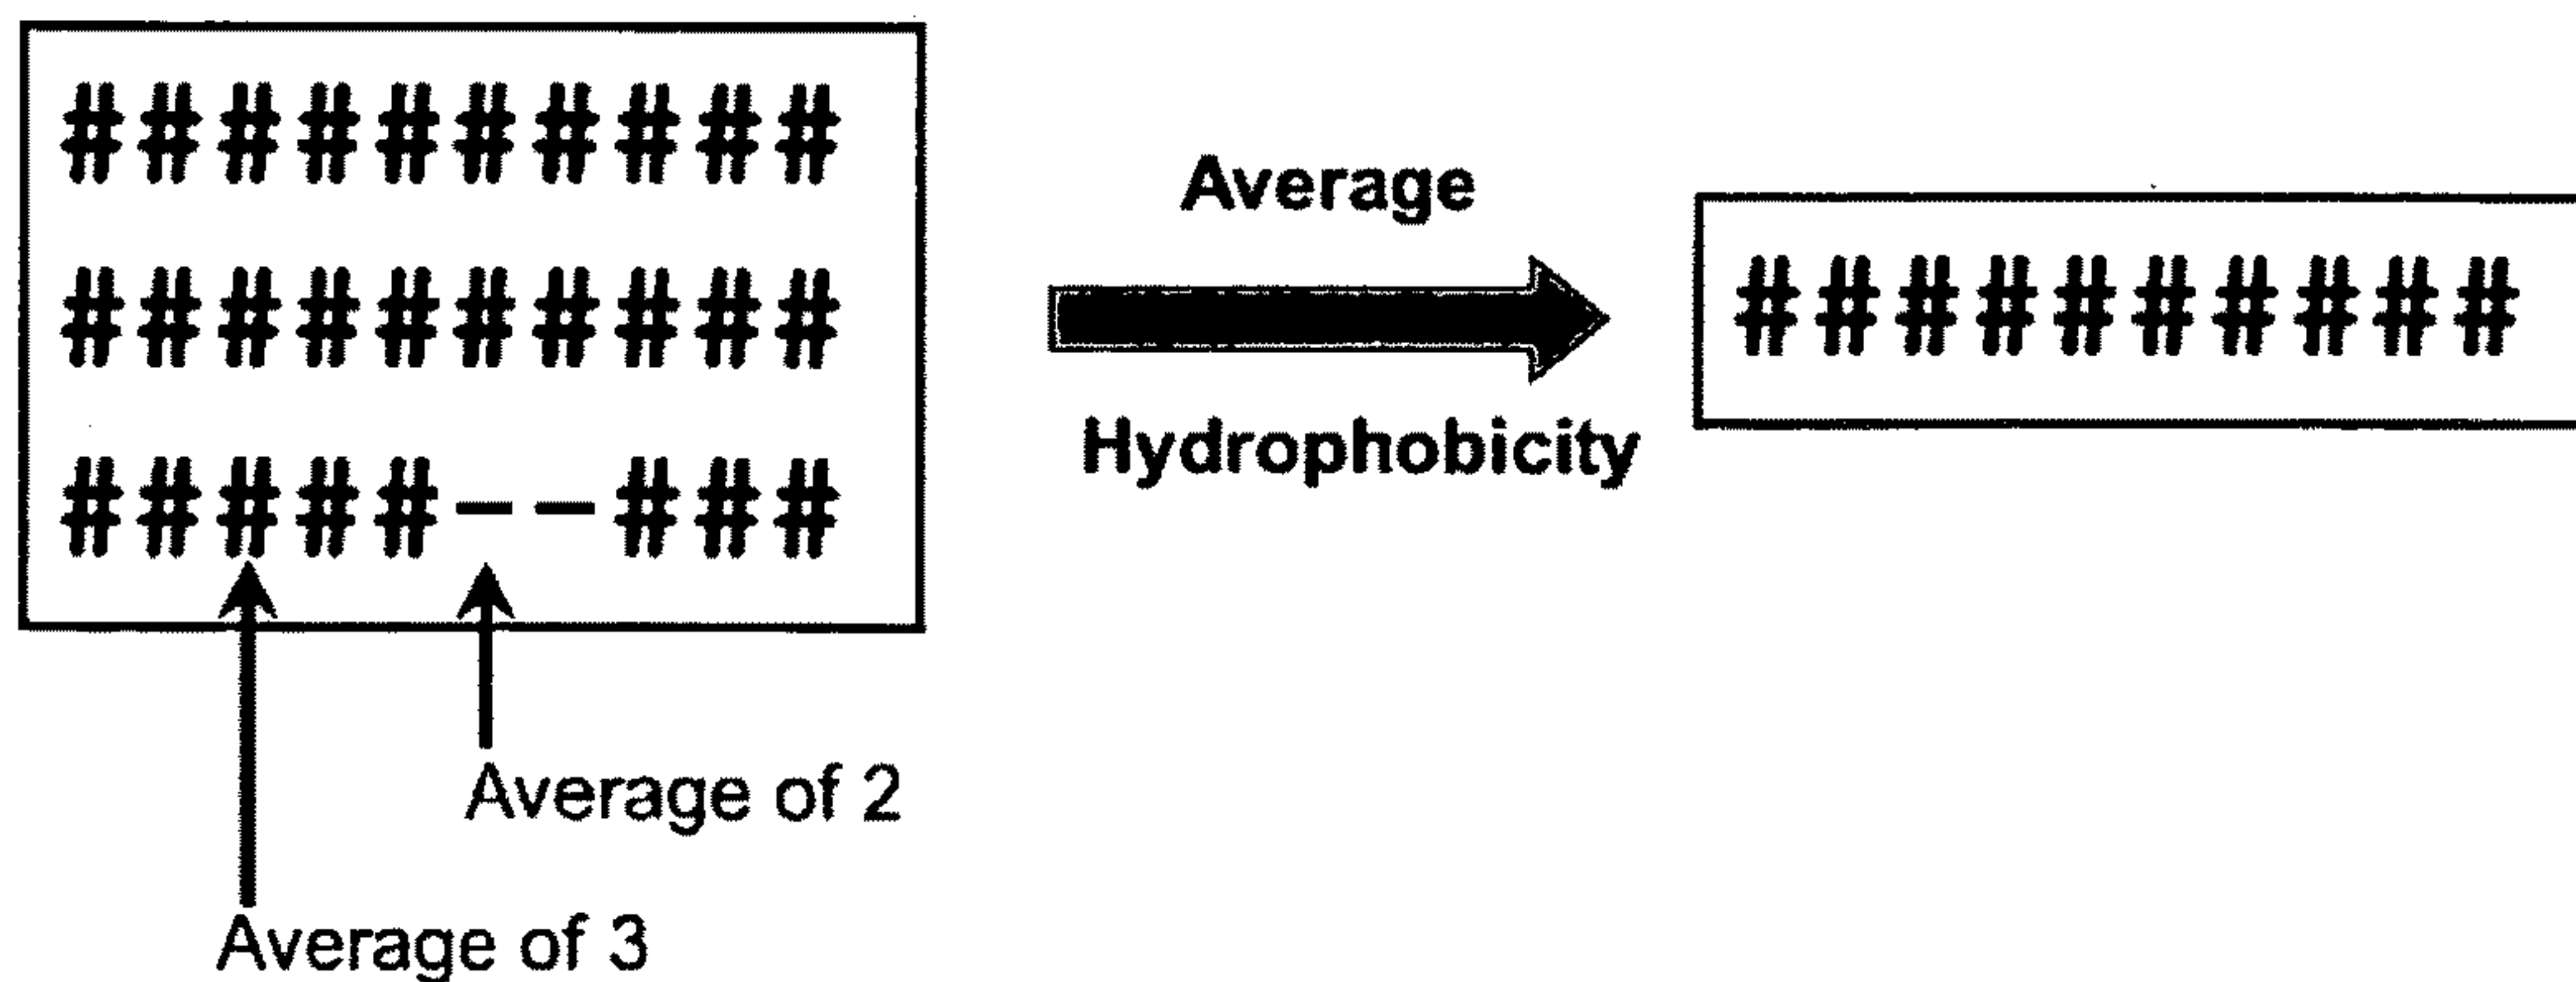 # # # # # # # # # #
# # # # # # # # # #
# # # # # – – # # #
Average
Hydrophobicity
# # # # # # # # # #
Average of 2
Average of 3